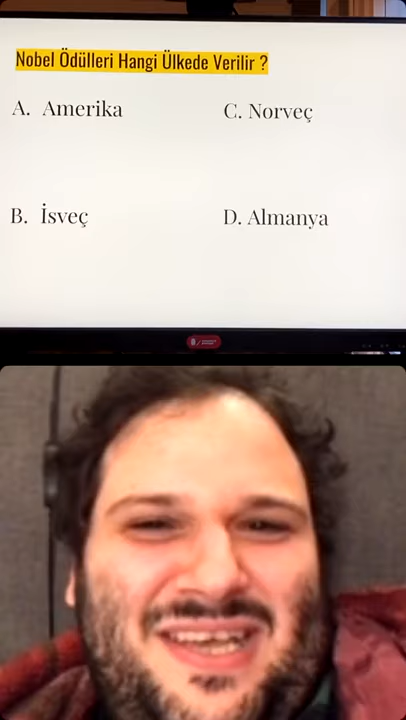 Nobel Ödülleri Hangi Ülkede Verilir ?
A. Amerika
C. Norveç
B. İsveç
D. Almanya